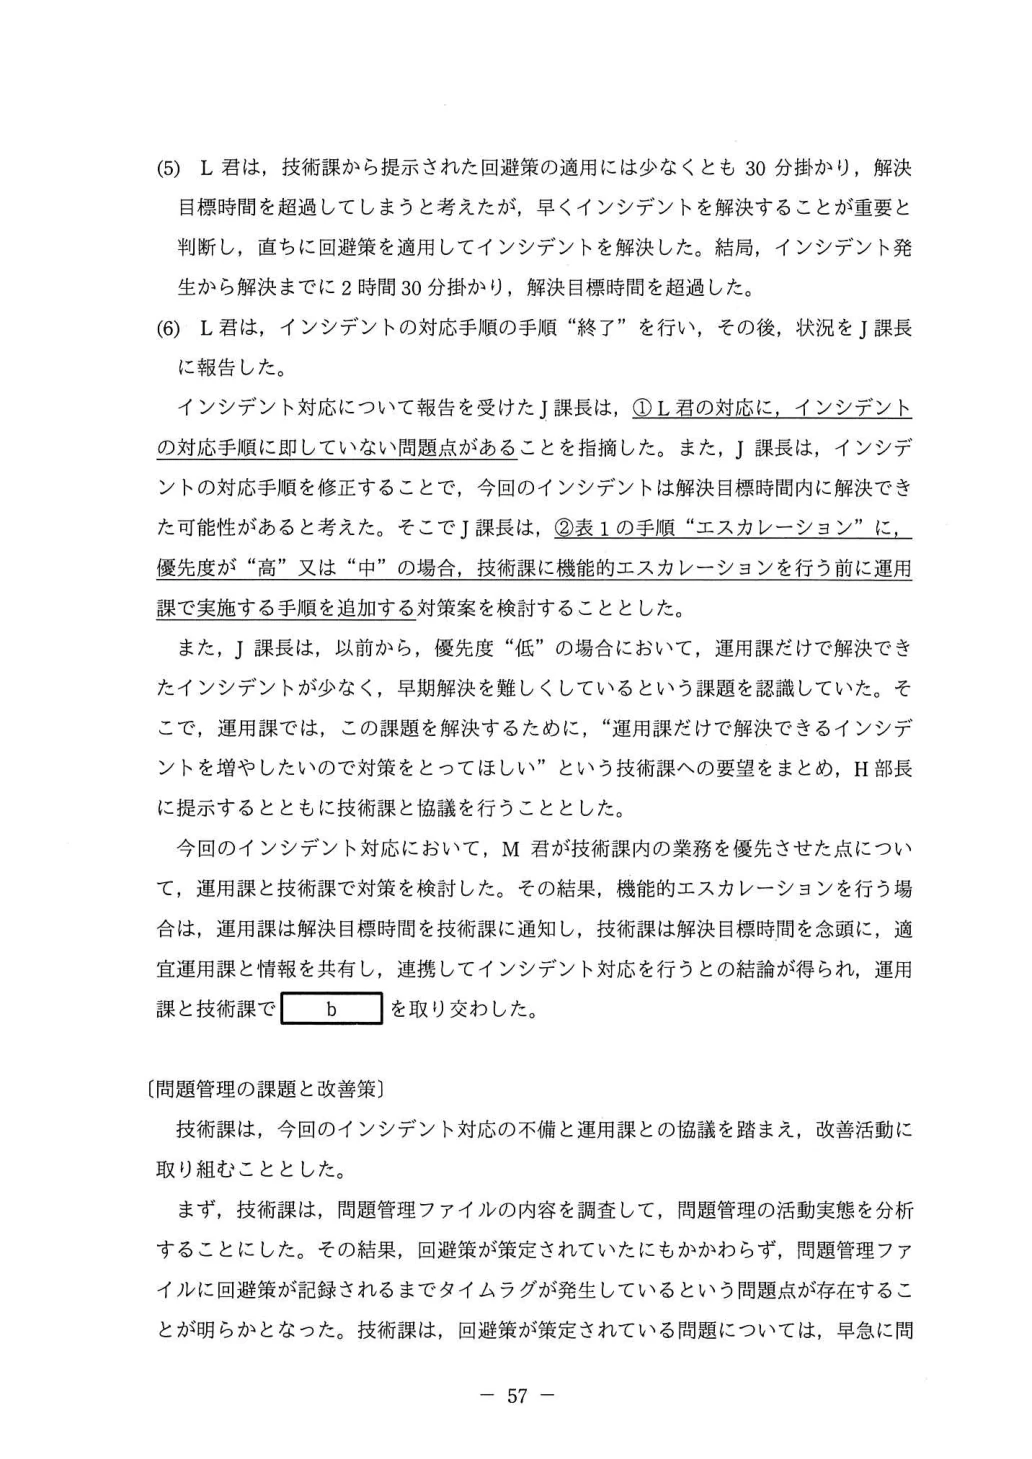 (5) L 君は，技術課から提示された回避策の適用には少なくとも 30 分掛かり，解決
目標時間を超過してしまうと考えたが，早くインシデントを解決することが重要と
判断し，直ちに回避策を適用してインシデントを解決した。結局，インシデント発
生から解決までに 2 時間 30 分掛かり，解決目標時間を超過した。
(6) L 君は，インシデントの対応手順の手順“終了”を行い，その後，状況を J 課長
に報告した。
インシデント対応について報告を受けた J 課長は，①L 君の対応に，インシデント
の対応手順に即していない問題点があることを指摘した。また，J 課長は，インシデ
ントの対応手順を修正することで，今回のインシデントは解決目標時間内に解決でき
た可能性があると考えた。そこで J 課長は，②表 1 の手順“エスカレーション”に，
優先度が“高”又は“中”の場合，技術課に機能的エスカレーションを行う前に運用
課で実施する手順を追加する対策案を検討することとした。
また，J 課長は，以前から，優先度“低”の場合において，運用課だけで解決でき
たインシデントが少なく，早期解決を難しくしているという課題を認識していた。そ
こで，運用課では，この課題を解決するために，“運用課だけで解決できるインシデ
ントを増やしたいので対策をとってほしい”という技術課への要望をまとめ，H 部長
に提示するとともに技術課と協議を行うこととした。
今回のインシデント対応において，M 君が技術課内の業務を優先させた点につい
て，運用課と技術課で対策を検討した。その結果，機能的エスカレーションを行う場
合は，運用課は解決目標時間を技術課に通知し，技術課は解決目標時間を念頭に，適
宜運用課と情報を共有し，連携してインシデント対応を行うとの結論が得られ，運用
課と技術課で b を取り交わした。
〔問題管理の課題と改善策〕
技術課は，今回のインシデント対応の不備と運用課との協議を踏まえ，改善活動に
取り組むこととした。
まず，技術課は，問題管理ファイルの内容を調査して，問題管理の活動実態を分析
することにした。その結果，回避策が策定されていたにもかかわらず，問題管理ファ
イルに回避策が記録されるまでタイムラグが発生しているという問題点が存在するこ
とが明らかとなった。技術課は，回避策が策定されている問題については，早急に問
－ 57 －